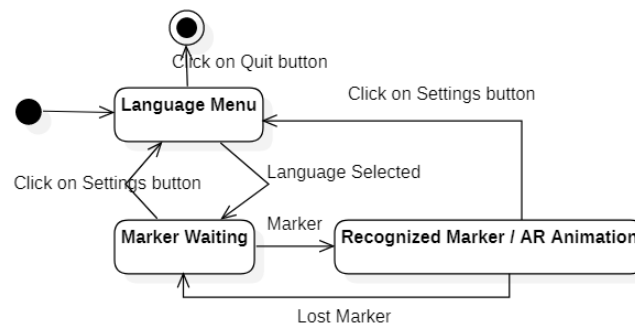 Click on Quit button
Language Menu
Click on Settings button
Language Selected
Click on Settings button
Marker Waiting
Marker
Recognized Marker / AR Animation
Lost Marker